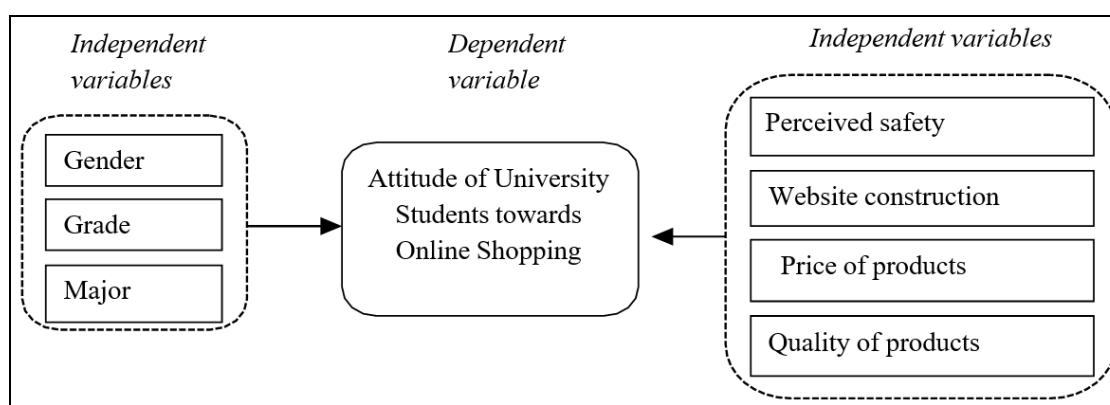 Independent
variables
Gender
Grade
Major
Dependent
variable
Attitude of University
Students towards
Online Shopping
Independent variables
Perceived safety
Website construction
Price of products
Quality of products